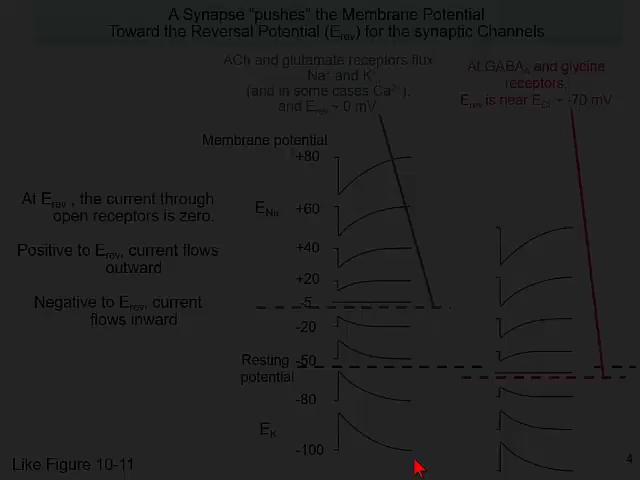 A Synapse "pushes" the Membrane Potential
Toward the Reversal Potential (Erev) for the synaptic Channels
ACh and glutamate receptors flux
Na+ and K+
(and in some cases Ca2+),
and Erev ~ 0 mV
At GABAA and glycine
receptors,
Erev is near ECl ~ -70 mV
Membrane potential
+80
At Erev , the current through
open receptors is zero.
ENa
+60
Positive to Erev, current flows
outward
+40
+20
Negative to Erev, current
flows inward
-5
-20
Resting
potential
-50
-80
EK
-100
Like Figure 10-11
4